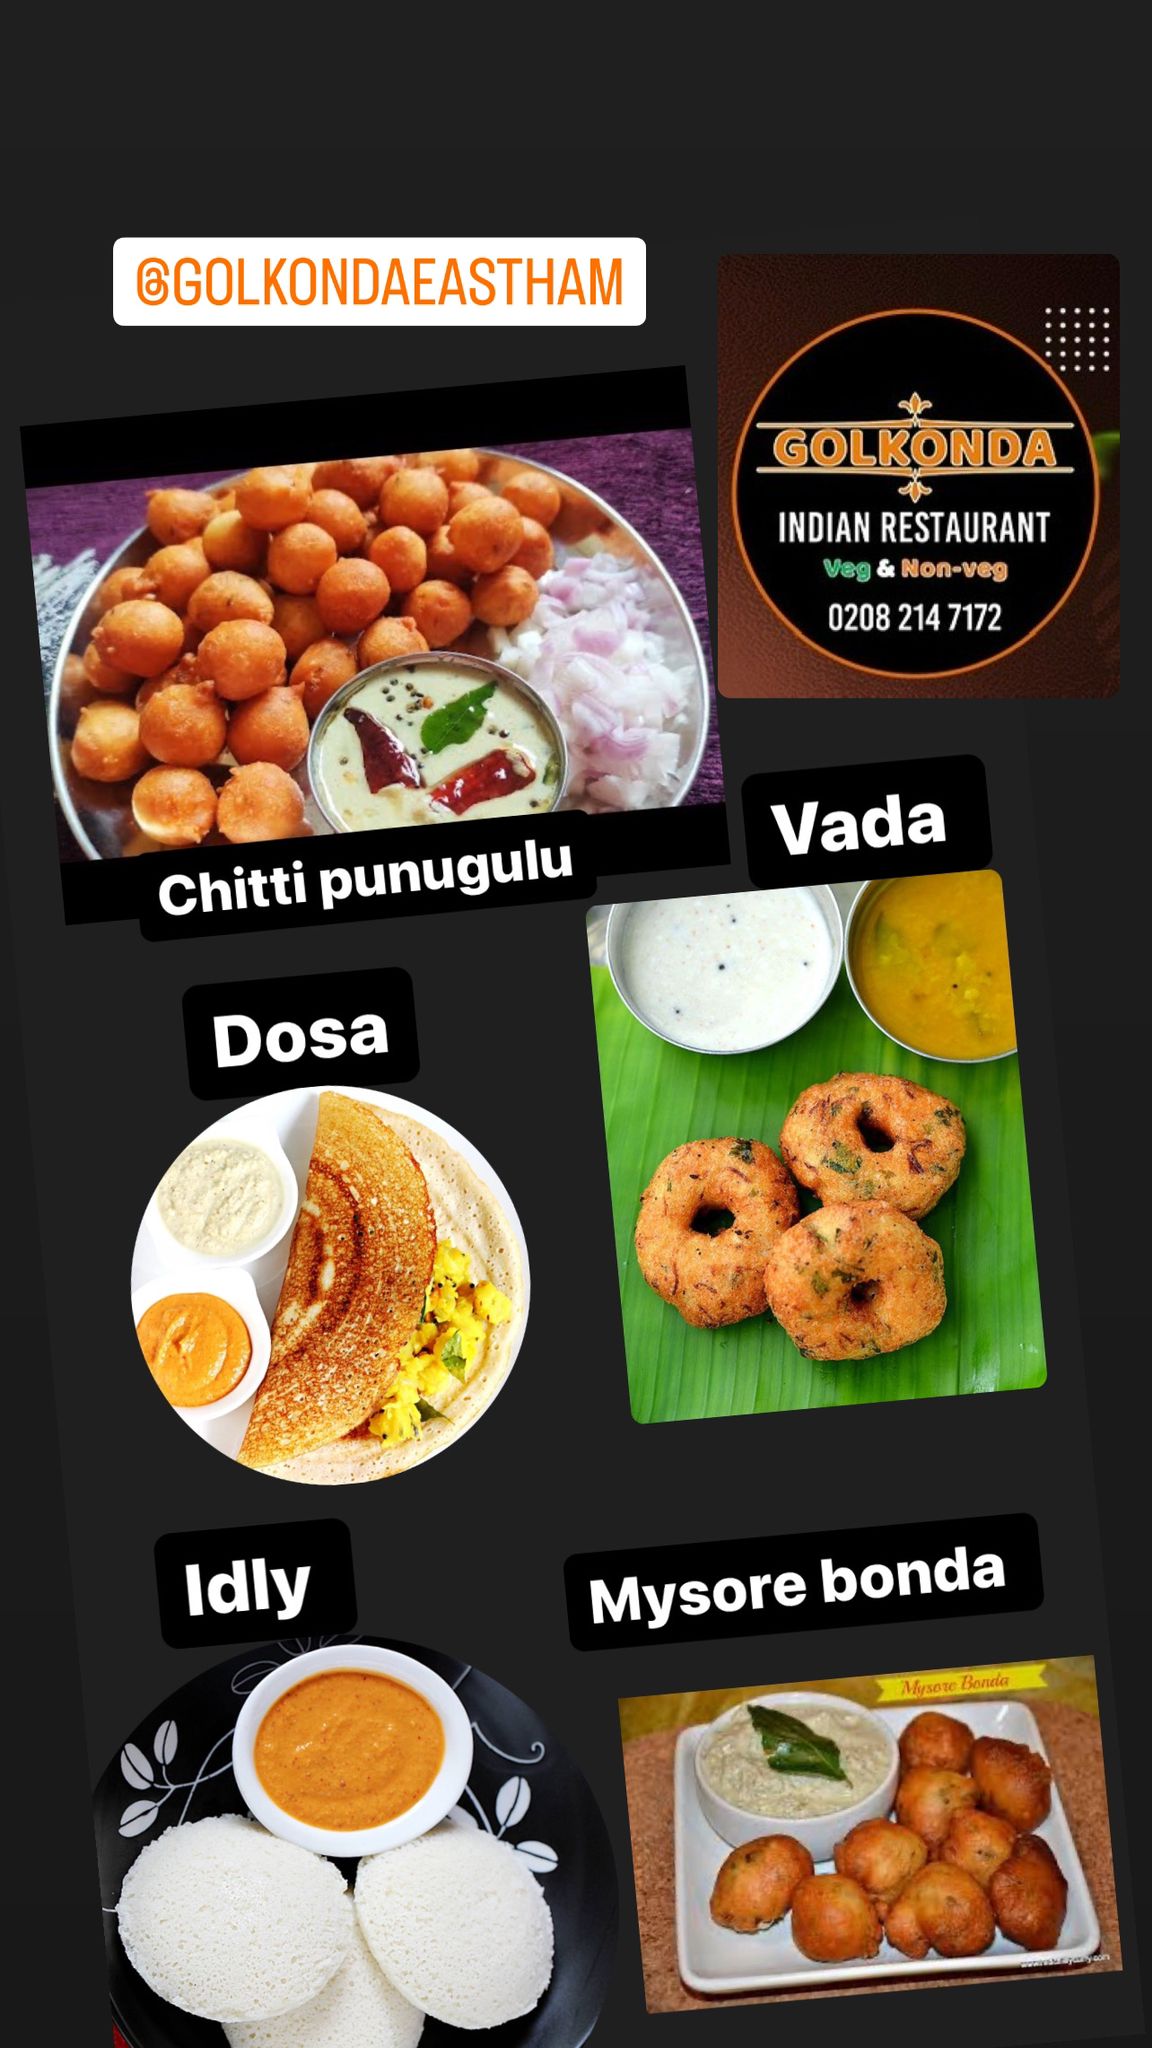 @GOLKONDAEASTHAM
GOLKONDA
INDIAN RESTAURANT
Veg & Non-veg
0208 214 7172
Chitti punugulu
Vada
Dosa
Idly
Mysore bonda
Mysore Bonda